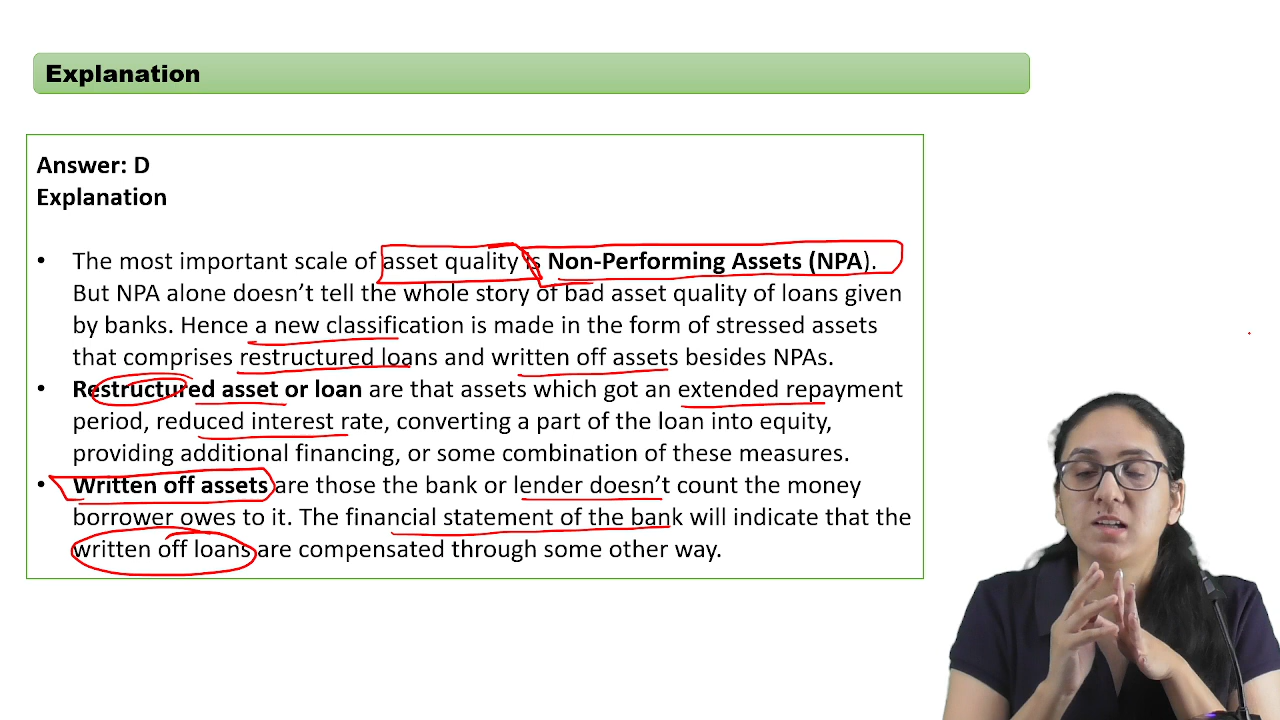 Explanation
Answer: D
Explanation
• The most important scale of asset quality is Non-Performing Assets (NPA).
But NPA alone doesn't tell the whole story of bad asset quality of loans given
by banks. Hence a new classification is made in the form of stressed assets
that comprises restructured loans and written off assets besides NPAs.
• Restructured asset or loan are that assets which got an extended repayment
period, reduced interest rate, converting a part of the loan into equity,
providing additional financing, or some combination of these measures.
• Written off assets are those the bank or lender doesn't count the money
borrower owes to it. The financial statement of the bank will indicate that the
written off loans are compensated through some other way.